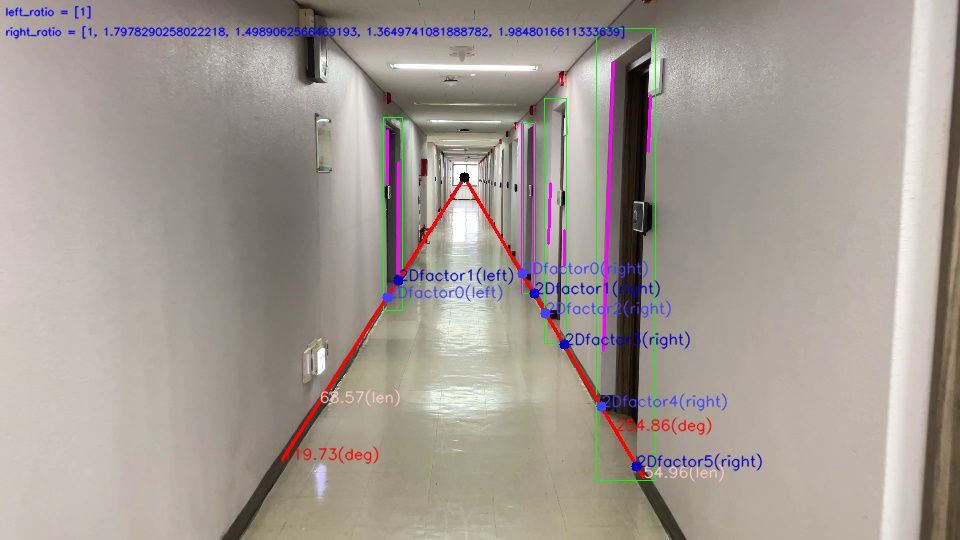 left_ratio = [1]
right_ratio = [1, 1.7978290258022218, 1.4989062566469193, 1.3649741081888782, 1.9848016611333639]
2Dfactor0(right)
2Dfactor1(left)
2Dfactor1(right)
2Dfactor0(left)
2Dfactor2(right)
2Dfactor3(right)
68.57(len)
2Dfactor4(right)
254.86(deg)
19.73(deg)
2Dfactor5(right)
54.96(len)